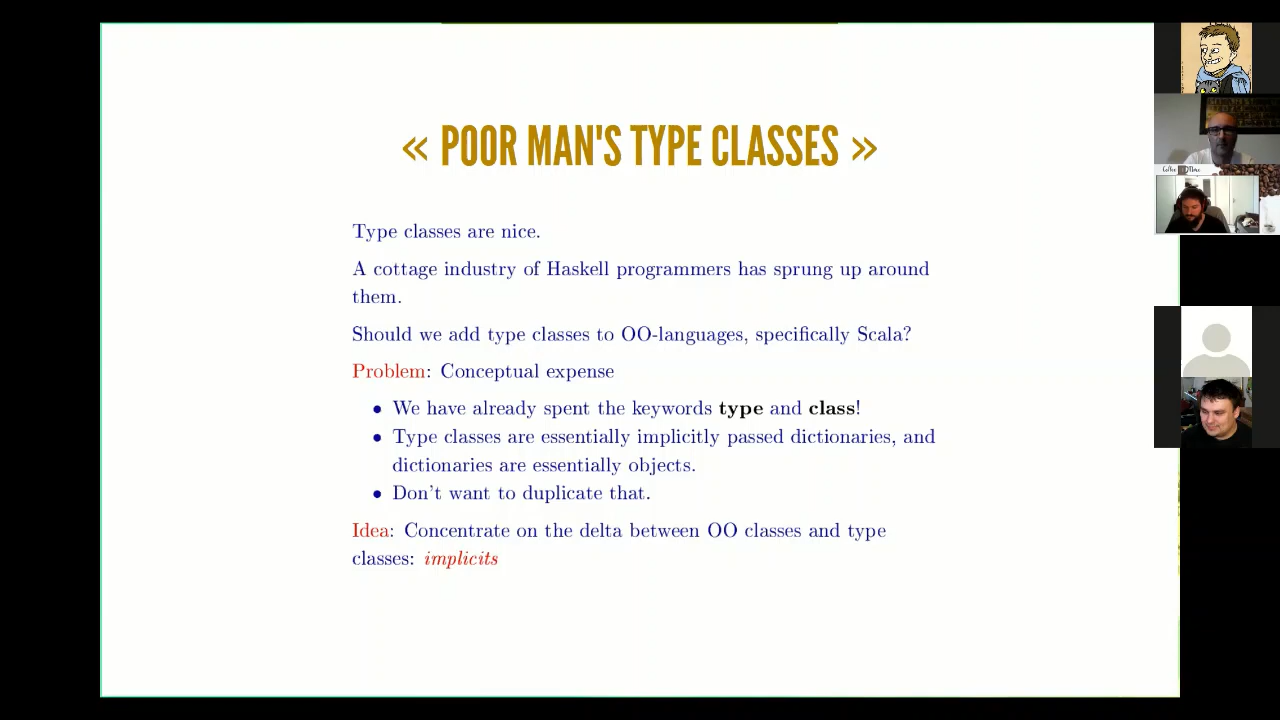 « POOR MAN'S TYPE CLASSES »
Type classes are nice.
A cottage industry of Haskell programmers has sprung up around
them.
Should we add type classes to OO-languages, specifically Scala?
Problem: Conceptual expense
• We have already spent the keywords type and class!
• Type classes are essentially implicitly passed dictionaries, and
dictionaries are essentially objects.
• Don't want to duplicate that.
Idea: Concentrate on the delta between OO classes and type
classes: implicits